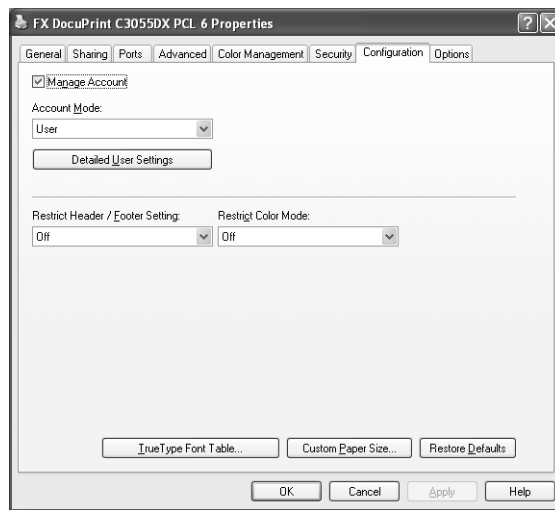 FX DocuPrint C3055DX PCL 6 Properties
General Sharing Ports Advanced Color Management Security Configuration Options
Manage Account
Account Mode:
User
Detailed User Settings
Restrict Header / Footer Setting: Restrict Color Mode:
Off Off
TrueType Font Table... Custom Paper Size... Restore Defaults
OK Cancel Apply Help